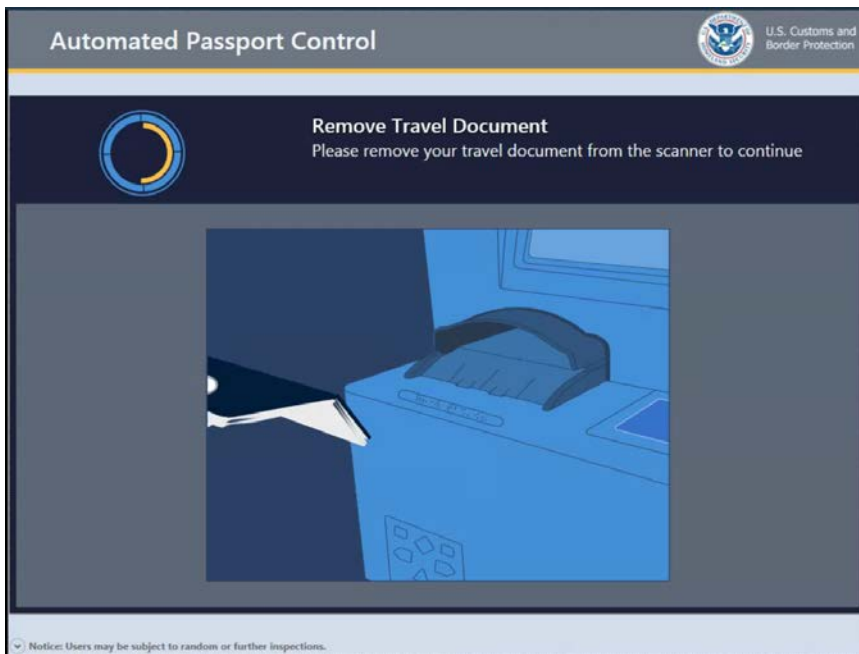 Automated Passport Control
U.S. Customs and
Border Protection
Remove Travel Document
Please remove your travel document from the scanner to continue
Notice: Users may be subject to random or further inspections.